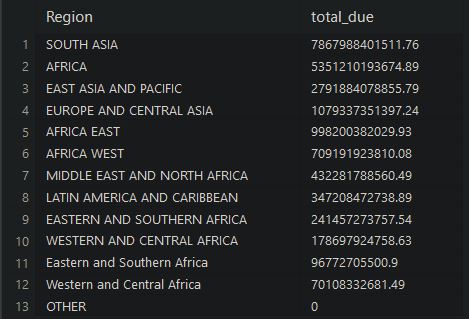 Region total_due
1 SOUTH ASIA 7867988401511.76
2 AFRICA 5351210193674.89
3 EAST ASIA AND PACIFIC 2791884078855.79
4 EUROPE AND CENTRAL ASIA 1079337351397.24
5 AFRICA EAST 998200382029.93
6 AFRICA WEST 709191923810.08
7 MIDDLE EAST AND NORTH AFRICA 432281788560.49
8 LATIN AMERICA AND CARIBBEAN 347208472738.89
9 EASTERN AND SOUTHERN AFRICA 241457273757.54
10 WESTERN AND CENTRAL AFRICA 178697924758.63
11 Eastern and Southern Africa 96772705500.9
12 Western and Central Africa 70108332681.49
13 OTHER 0